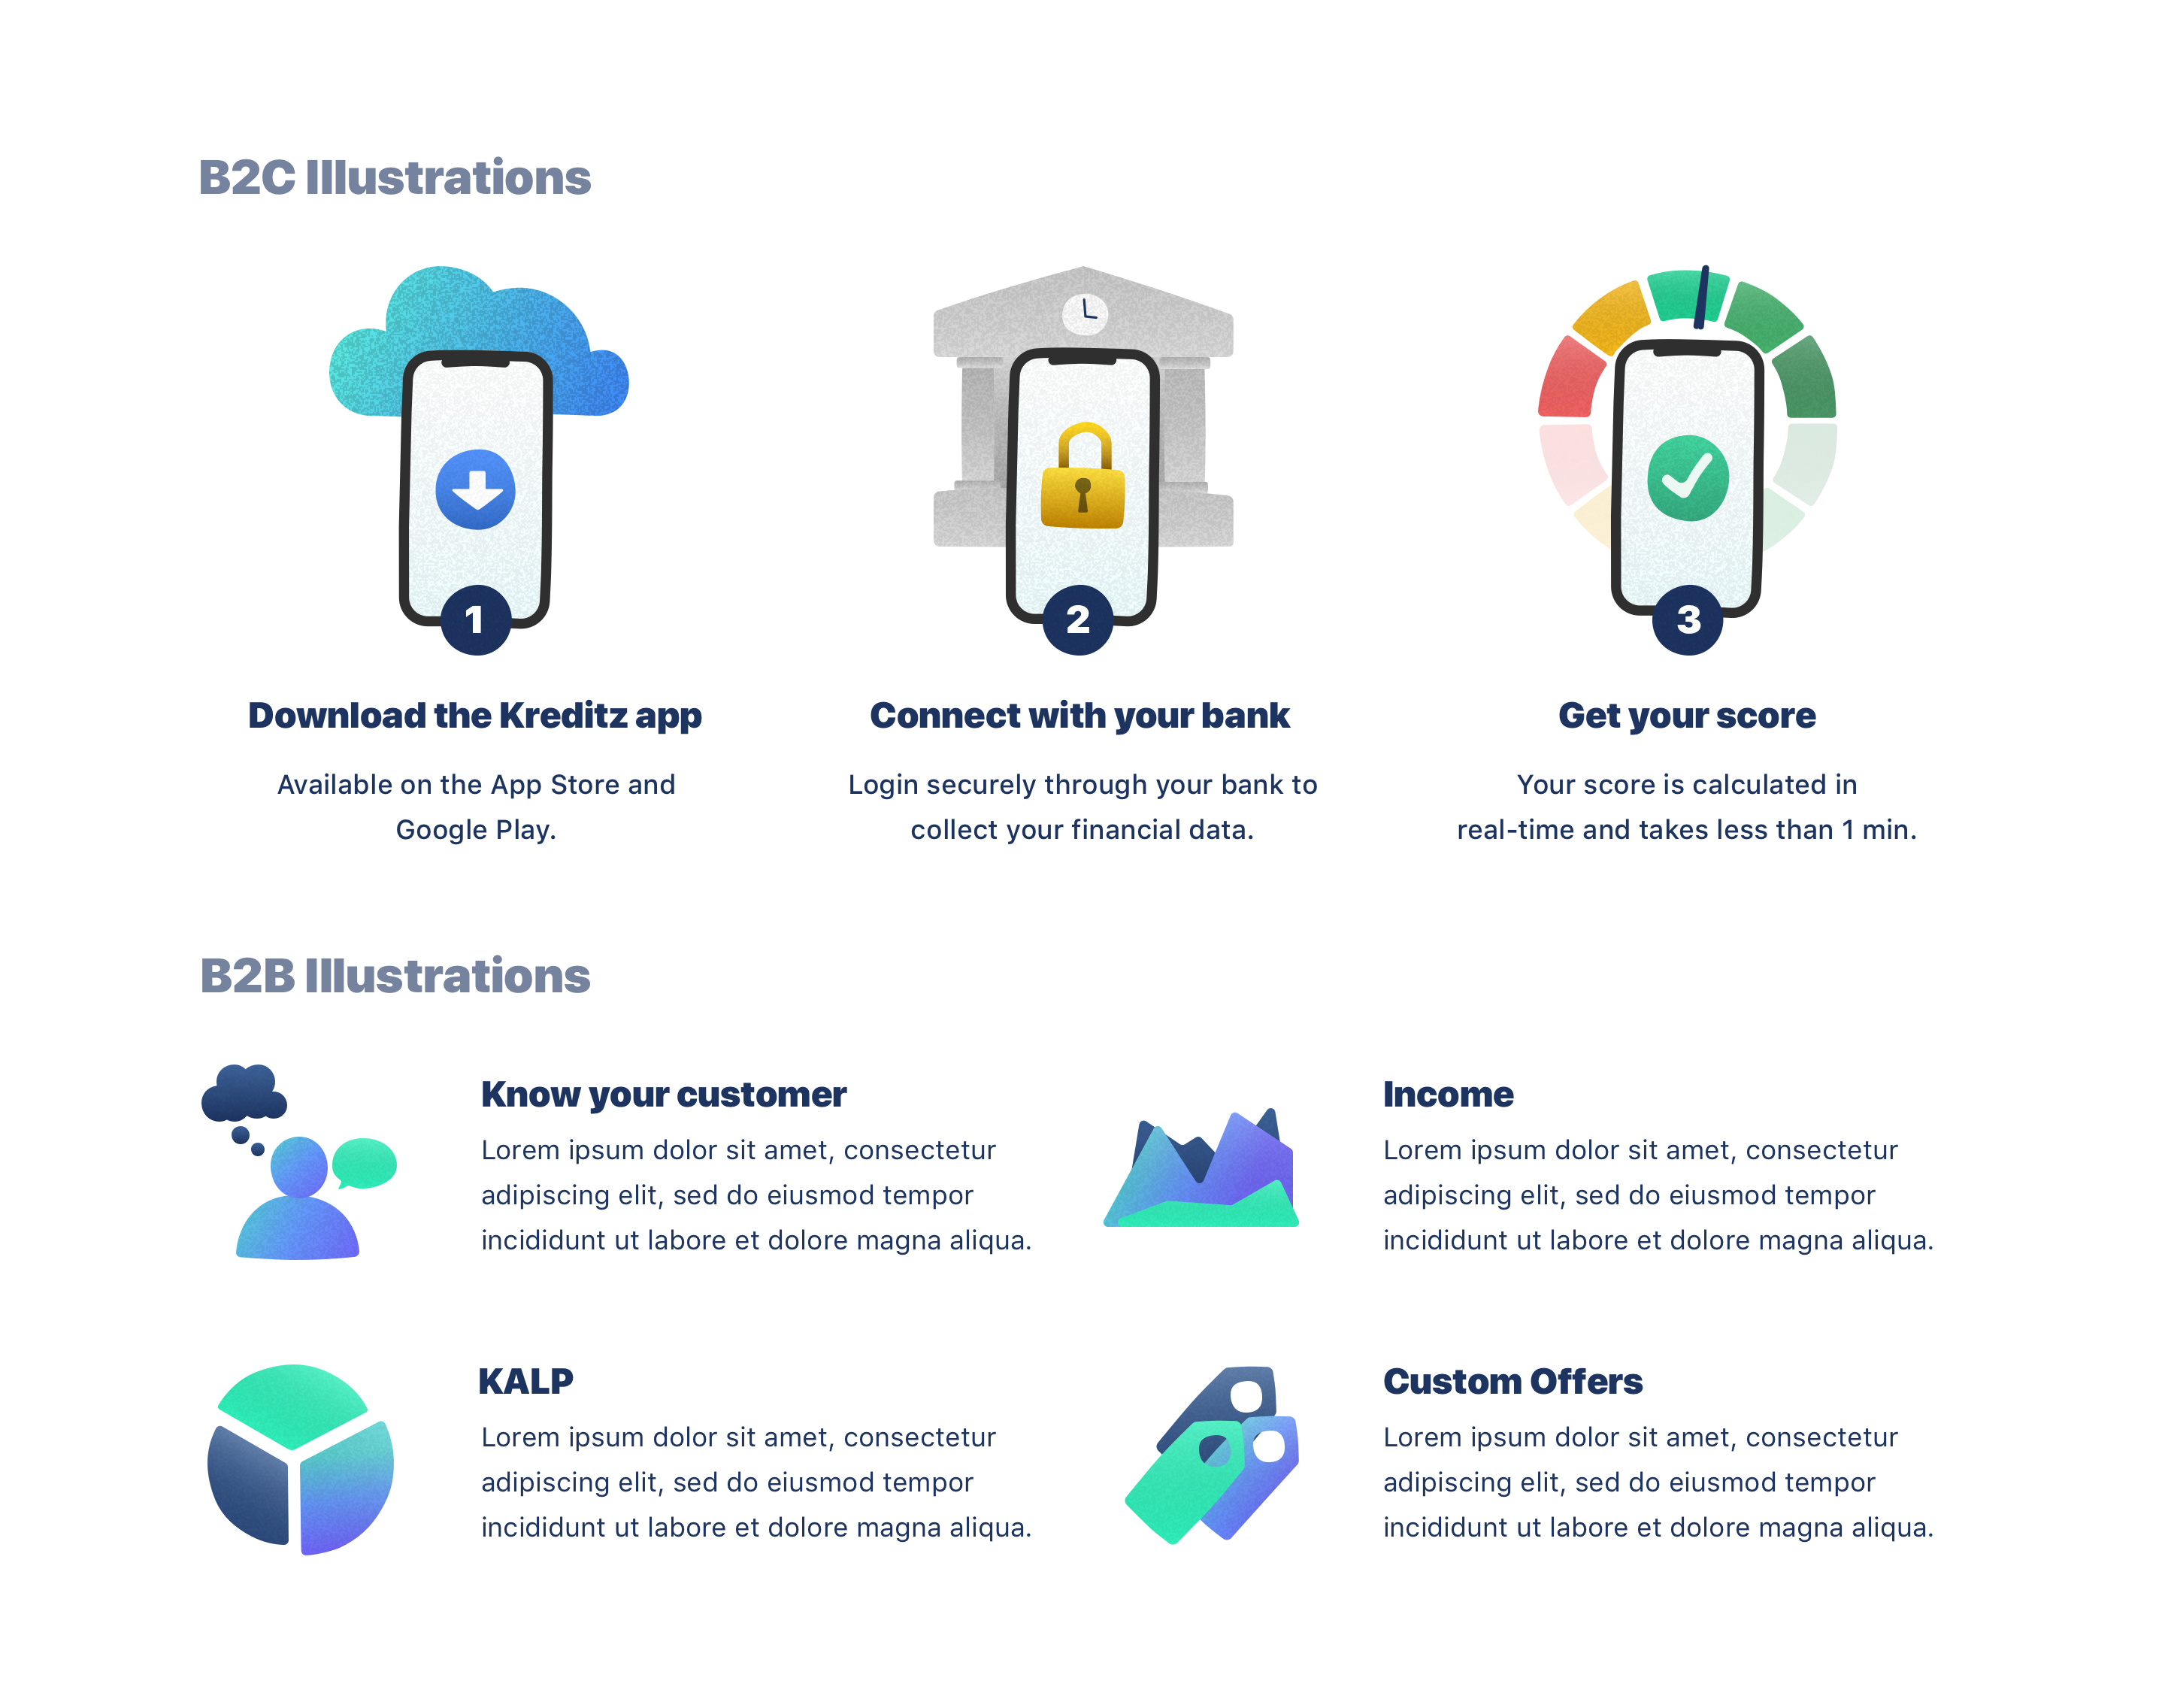 B2C Illustrations
1
2
3
Download the Kreditz app
Available on the App Store and
Google Play.
Connect with your bank
Login securely through your bank to
collect your financial data.
Get your score
Your score is calculated in
real-time and takes less than 1 min.
B2B Illustrations
Know your customer
Lorem ipsum dolor sit amet, consectetur
adipiscing elit, sed do eiusmod tempor
incididunt ut labore et dolore magna aliqua.
Income
Lorem ipsum dolor sit amet, consectetur
adipiscing elit, sed do eiusmod tempor
incididunt ut labore et dolore magna aliqua.
KALP
Lorem ipsum dolor sit amet, consectetur
adipiscing elit, sed do eiusmod tempor
incididunt ut labore et dolore magna aliqua.
Custom Offers
Lorem ipsum dolor sit amet, consectetur
adipiscing elit, sed do eiusmod tempor
incididunt ut labore et dolore magna aliqua.